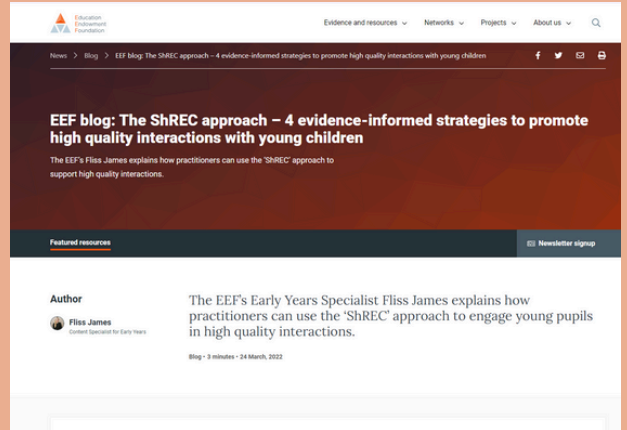 Education
Endowment
Foundation
Evidence and resources
Networks
Projects
About us
News > Blog > EEF blog: The ShREC approach – 4 evidence-informed strategies to promote high quality interactions with young children
EEF blog: The ShREC approach – 4 evidence-informed strategies to promote
high quality interactions with young children
The EEF's Fliss James explains how practitioners can use the 'ShREC' approach to
support high quality interactions.
Featured resources
Newsletter signup
Author
Fliss James
Content Specialist for Early Years
The EEF's Early Years Specialist Fliss James explains how
practitioners can use the 'ShREC' approach to engage young pupils
in high quality interactions.
Blog • 3 minutes • 24 March, 2022